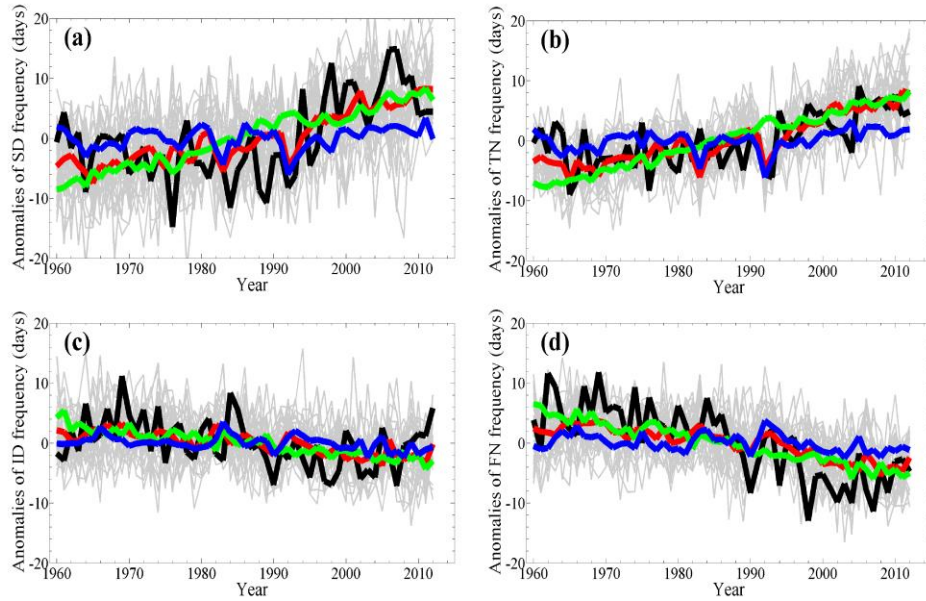 20
(a)
10
0
-10
-20
Anomalies of SD frequency (days)
1960 1970 1980 1990 2000 2010
Year
20
(b)
10
0
-10
-20
Anomalies of TN frequency (days)
1960 1970 1980 1990 2000 2010
Year
20
(c)
10
0
-10
-20
Anomalies of ID frequency (days)
1960 1970 1980 1990 2000 2010
Year
20
(d)
10
0
-10
-20
Anomalies of FN frequency (days)
1960 1970 1980 1990 2000 2010
Year